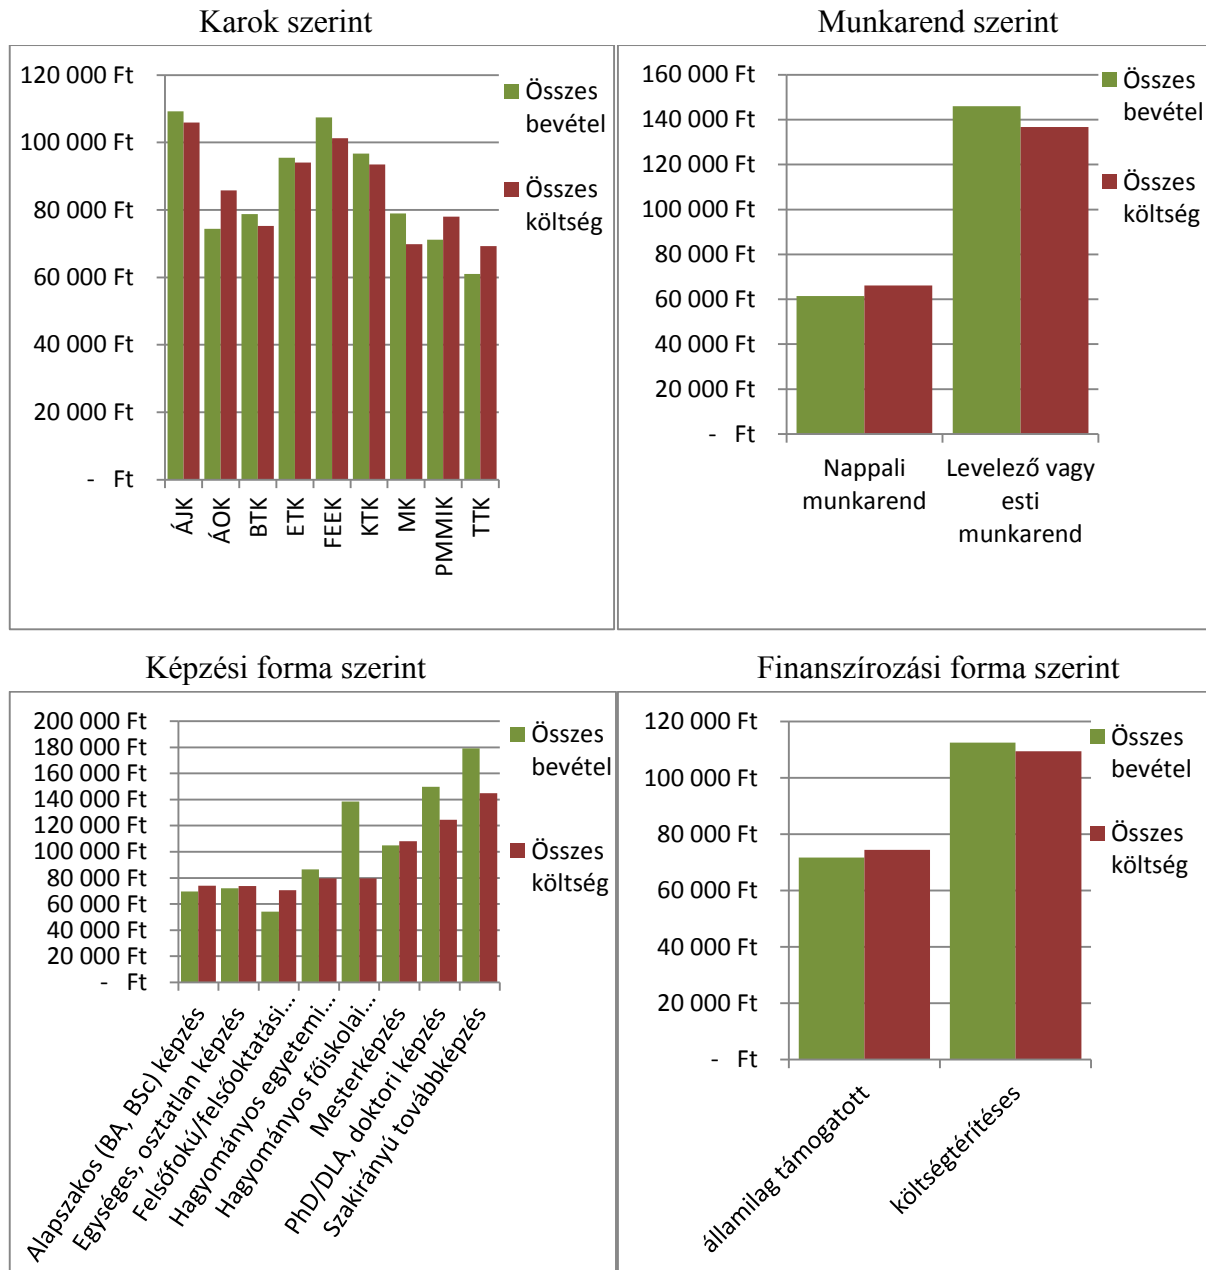 Karok szerint
120 000 Ft
100 000 Ft
80 000 Ft
60 000 Ft
40 000 Ft
20 000 Ft
- Ft
ÁJK
ÁOK
BTK
ETK
FEEK
KTK
MK
PMMIK
TTK
Összes
bevétel
Összes
költség
Munkarend szerint
160 000 Ft
140 000 Ft
120 000 Ft
100 000 Ft
80 000 Ft
60 000 Ft
40 000 Ft
20 000 Ft
- Ft
Nappali
munkarend
Levelező vagy
esti
munkarend
Összes
bevétel
Összes
költség
Képzési forma szerint
200 000 Ft
180 000 Ft
160 000 Ft
140 000 Ft
120 000 Ft
100 000 Ft
80 000 Ft
60 000 Ft
40 000 Ft
20 000 Ft
- Ft
Alapszakos (BA, BSc) képzés
Egységes, osztatlan képzés
Felsőfokú/felsőoktatási...
Hagyományos egyetemi...
Hagyományos főiskolai...
Mesterképzés
PhD/DLA, doktori képzés
Szakirányú továbbképzés
Összes
bevétel
Összes
költség
Finanszírozási forma szerint
120 000 Ft
100 000 Ft
80 000 Ft
60 000 Ft
40 000 Ft
20 000 Ft
- Ft
államilag támogatott
költségtérítéses
Összes
bevétel
Összes
költség